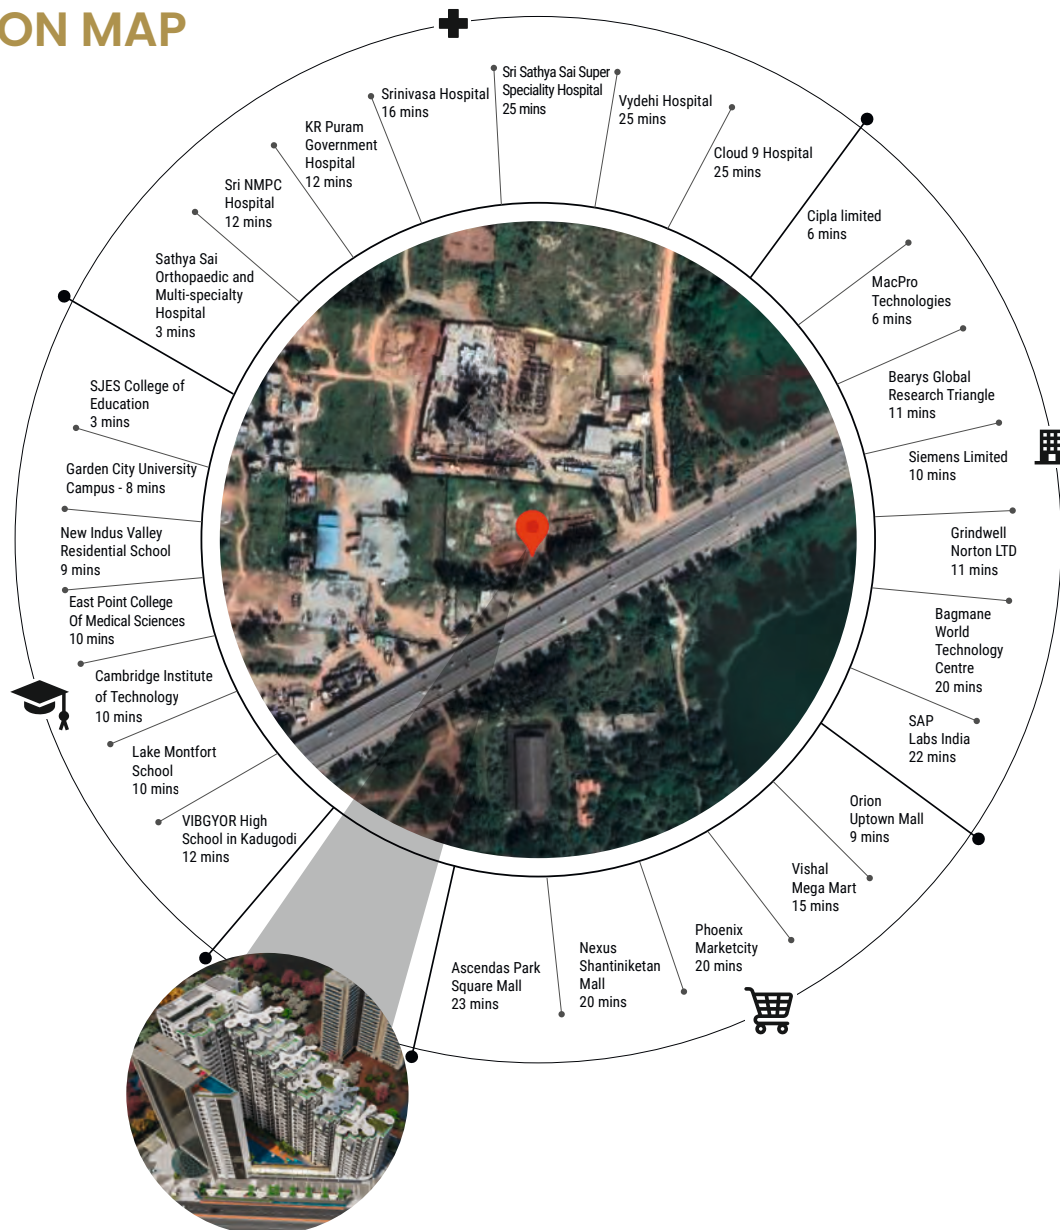 ON MAP
Sathya Sai
Orthopaedic and
Multi-specialty
Hospital
3 mins
Sri NMPC
Hospital
12 mins
KR Puram
Government
Hospital
12 mins
Srinivasa Hospital
16 mins
Sri Sathya Sai Super
Speciality Hospital
25 mins
Vydehi Hospital
25 mins
Cloud 9 Hospital
25 mins
Cipla limited
6 mins
MacPro
Technologies
6 mins
Bearys Global
Research Triangle
11 mins
Siemens Limited
10 mins
Grindwell
Norton LTD
11 mins
Bagmane
World
Technology
Centre
20 mins
SAP
Labs India
22 mins
Orion
Uptown Mall
9 mins
Vishal
Mega Mart
15 mins
Phoenix
Marketcity
20 mins
Nexus
Shantiniketan
Mall
20 mins
Ascendas Park
Square Mall
23 mins
SJES College of
Education
3 mins
Garden City University
Campus - 8 mins
New Indus Valley
Residential School
9 mins
East Point College
Of Medical Sciences
10 mins
Cambridge Institute
of Technology
10 mins
Lake Montfort
School
10 mins
VIBGYOR High
School in Kadugodi
12 mins